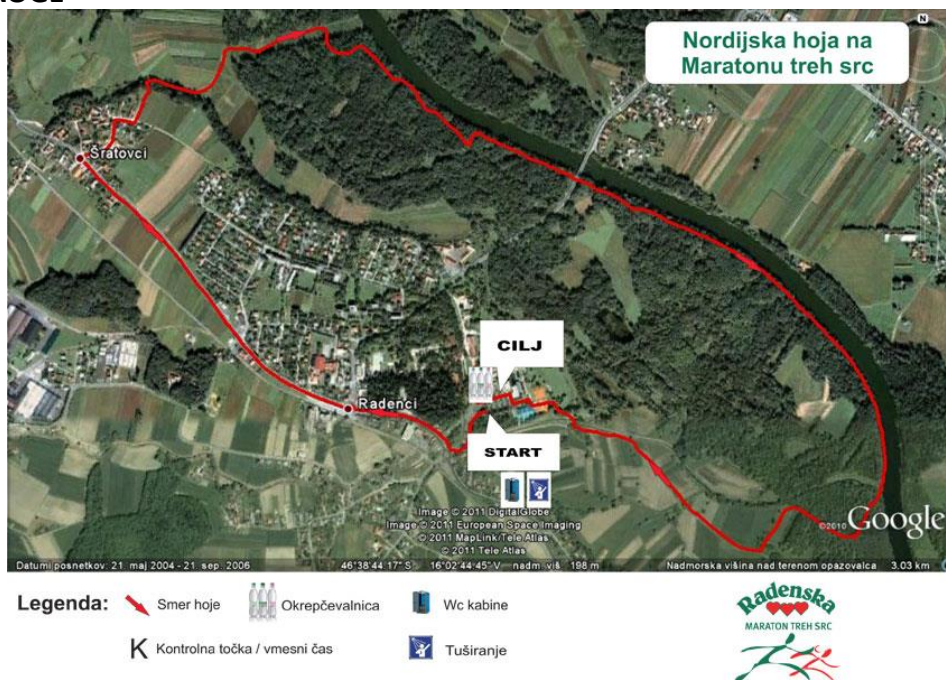 Nordijska hoja na
Maratonu treh src
N
Šratovci
CILJ
Radenci
START
Image © 2011 DigitalGlobe
Image © 2011 European Space Imaging
© 2011 MapLink/Tele Atlas
© 2011 Tele Atlas
©2010 Google
Datumi posnetkov: 21. maj 2004 - 21. sep. 2006 46°38'44.17" S 16°02'44.45" V nadm. viš. 198 m Nadmorska višina nad terenom opazovalca 3.03 km
Legenda: Smer hoje Okrepčevalnica Wc kabine
K Kontrolna točka / vmesni čas Tuširanje
Radenska
MARATON TREH SRC